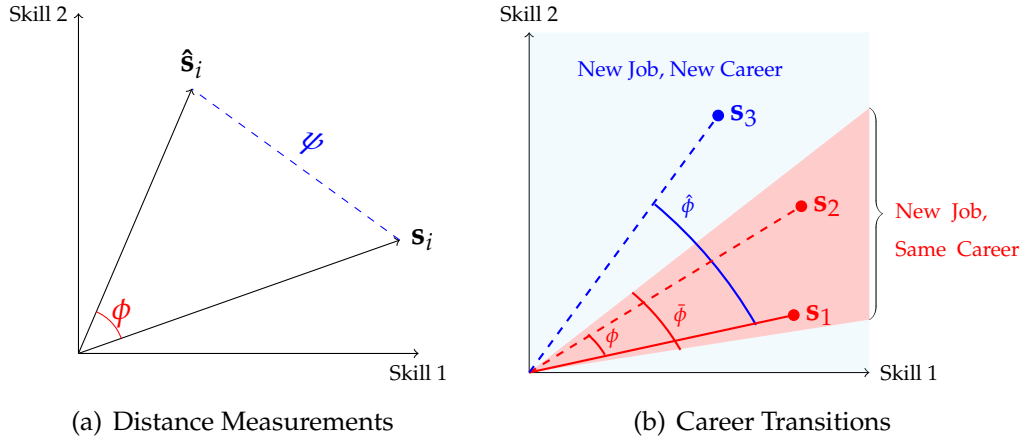 Skill 2
ŝᵢ
ψ
sᵢ
ϕ
Skill 1
(a) Distance Measurements
Skill 2
New Job, New Career
s₃
ϕ̂
s₂
New Job,
Same Career
ϕ̄
ϕ
s₁
Skill 1
(b) Career Transitions